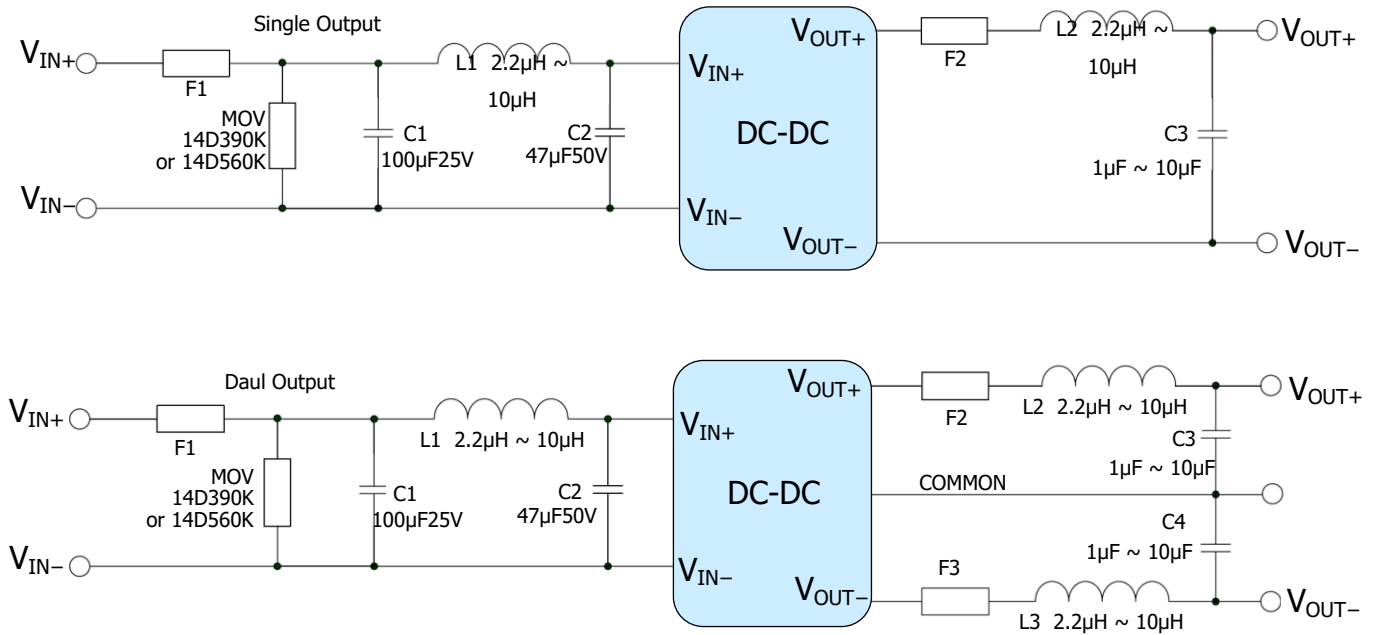 Single Output
VIN+
F1
MOV
14D390K
or 14D560K
C1
100µF25V
L1 2.2µH ~
10µH
C2
47µF50V
VIN−
VIN+
DC-DC
VIN−
VOUT+
VOUT−
F2
L2 2.2µH ~
10µH
C3
1µF ~ 10µF
VOUT+
VOUT−
Daul Output
VIN+
F1
MOV
14D390K
or 14D560K
C1
100µF25V
L1 2.2µH ~ 10µH
C2
47µF50V
VIN−
VIN+
DC-DC
VIN−
VOUT+
VOUT−
F2
L2 2.2µH ~ 10µH
C3
1µF ~ 10µF
COMMON
C4
1µF ~ 10µF
F3
L3 2.2µH ~ 10µH
VOUT+
VOUT−